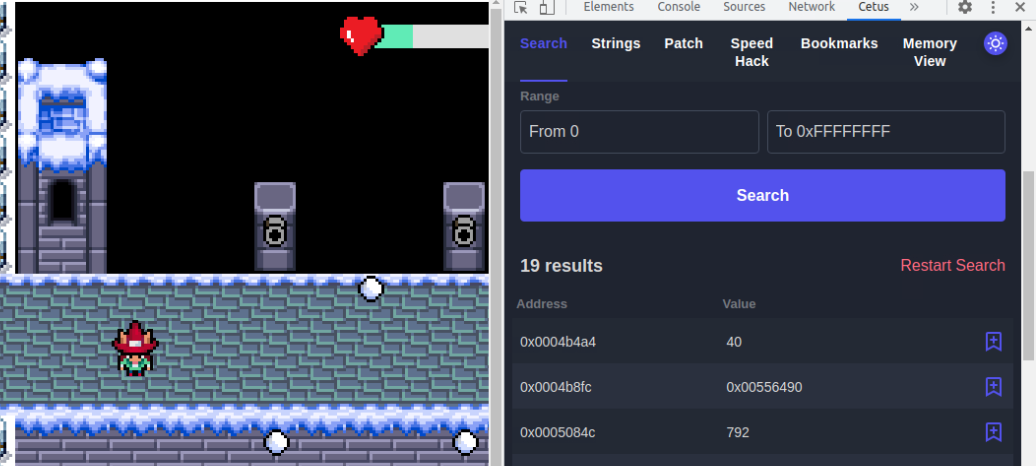 Elements Console Sources Network Cetus »
Search Strings Patch Speed Hack Bookmarks Memory View
Range
From 0 To 0xFFFFFFFF
Search
19 results Restart Search
Address Value
0x0004b4a4 40
0x0004b8fc 0x00556490
0x0005084c 792